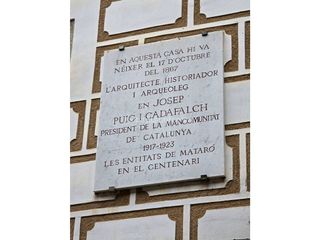 EN AQUESTA CASA HI VA
NÉIXER EL 17 D'OCTUBRE
DEL 1867
L'ARQUITECTE, HISTORIADOR
I ARQUEÒLEG
EN JOSEP
PUIG I CADAFALCH
PRESIDENT DE LA MANCOMUNITAT
DE CATALUNYA
1917-1923
LES ENTITATS DE MATARÓ
EN EL CENTENARI